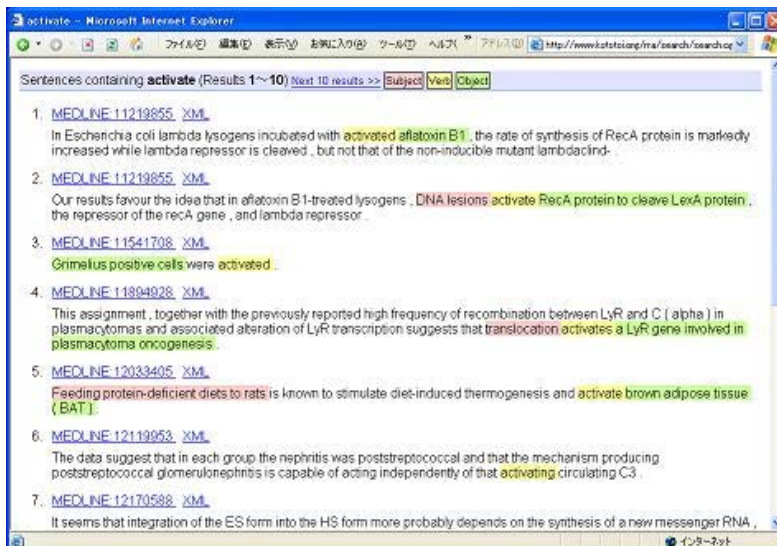 activate - Microsoft Internet Explorer
ファイル(F) 編集(E) 表示(V) お気に入り(A) ツール(T) ヘルプ( » アドレス(D) http://www.
Sentences containing activate (Results 1~10) Next 10 results >> Subject Verb Object
1. MEDLINE:11219855 XML
In Escherichia coli lambda lysogens incubated with activated aflatoxin B1 , the rate of synthesis of RecA protein is markedly
increased while lambda repressor is cleaved , but not that of the non-inducible mutant lambdacIind- .
2. MEDLINE:11219855 XML
Our results favour the idea that in aflatoxin B1-treated lysogens , DNA lesions activate RecA protein to cleave LexA protein ,
the repressor of the recA gene , and lambda repressor .
3. MEDLINE:11541708 XML
Grimelius positive cells were activated .
4. MEDLINE:11894928 XML
This assignment , together with the previously reported high frequency of recombination between LyR and C ( alpha ) in
plasmacytomas and associated alteration of LyR transcription suggests that translocation activates a LyR gene involved in
plasmacytoma oncogenesis .
5. MEDLINE:12033405 XML
Feeding protein-deficient diets to rats is known to stimulate diet-induced thermogenesis and activate brown adipose tissue
( BAT ) .
6. MEDLINE:12119953 XML
The data suggest that in each group the nephritis was poststreptococcal and that the mechanism producing
poststreptococcal glomerulonephritis is capable of acting independently of that activating circulating C3 .
7. MEDLINE:12170588 XML
It seems that integration of the ES form into the HS form more probably depends on the synthesis of a new messenger RNA ,
インターネット